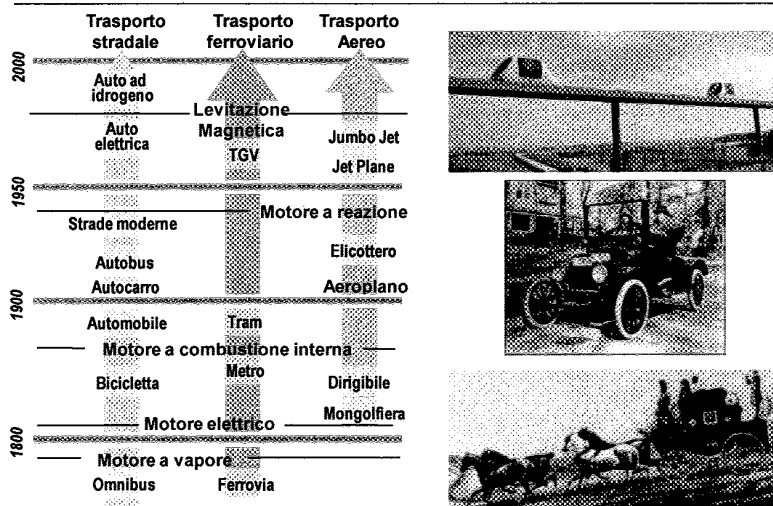 Trasporto stradale
Trasporto ferroviario
Trasporto Aereo
2000
Auto ad idrogeno
Levitazione Magnetica
Auto elettrica
Jumbo Jet
TGV
Jet Plane
1950
Motore a reazione
Strade moderne
Elicottero
Autobus
Autocarro
Aeroplano
1900
Automobile
Tram
Motore a combustione interna
Metro
Bicicletta
Dirigibile
Mongolfiera
Motore elettrico
1800
Motore a vapore
Omnibus
Ferrovia